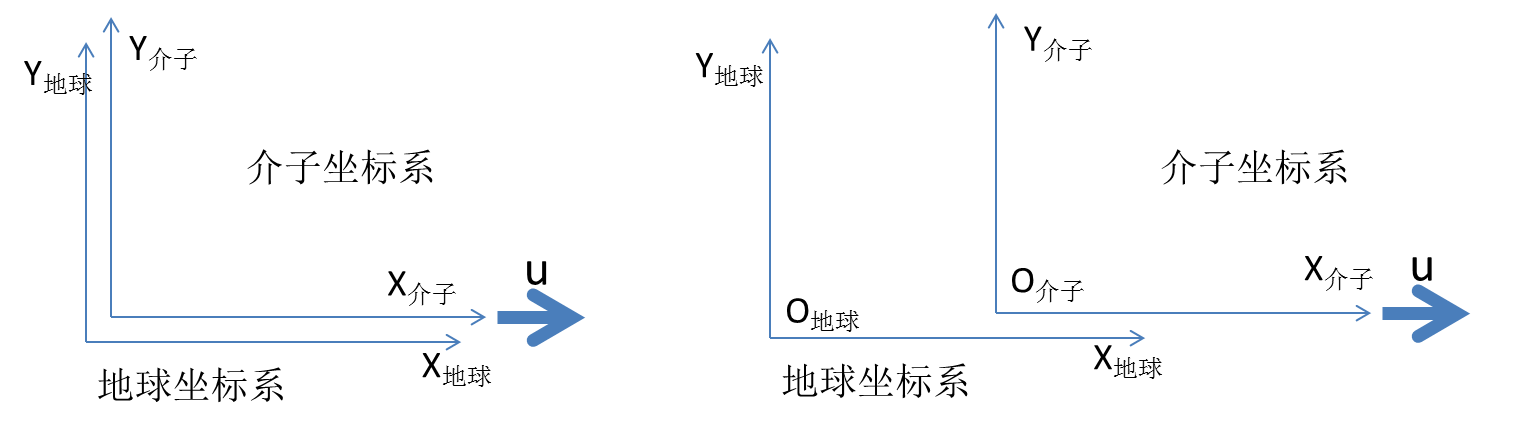 Y介子
Y地球
介子坐标系
X介子
u
X地球
地球坐标系
Y介子
Y地球
介子坐标系
O介子
X介子
u
O地球
X地球
地球坐标系